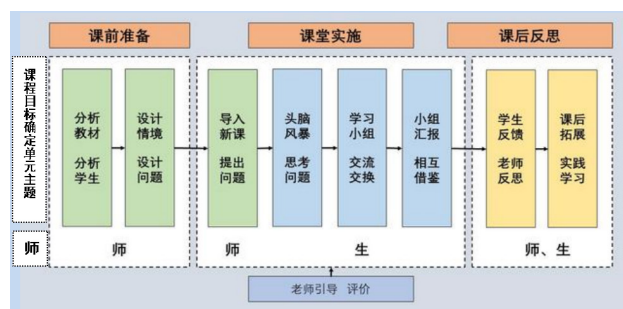 课前准备
课堂实施
课后反思
课程目标确定单元主题
分析
教材
分析
学生
设计
情境
设计
问题
导入
新课
提出
问题
头脑
风暴
思考
问题
学习
小组
交流
交换
小组
汇报
相互
借鉴
学生
反馈
老师
反思
课后
拓展
实践
学习
师
师
师
生
师、生
老师引导 评价